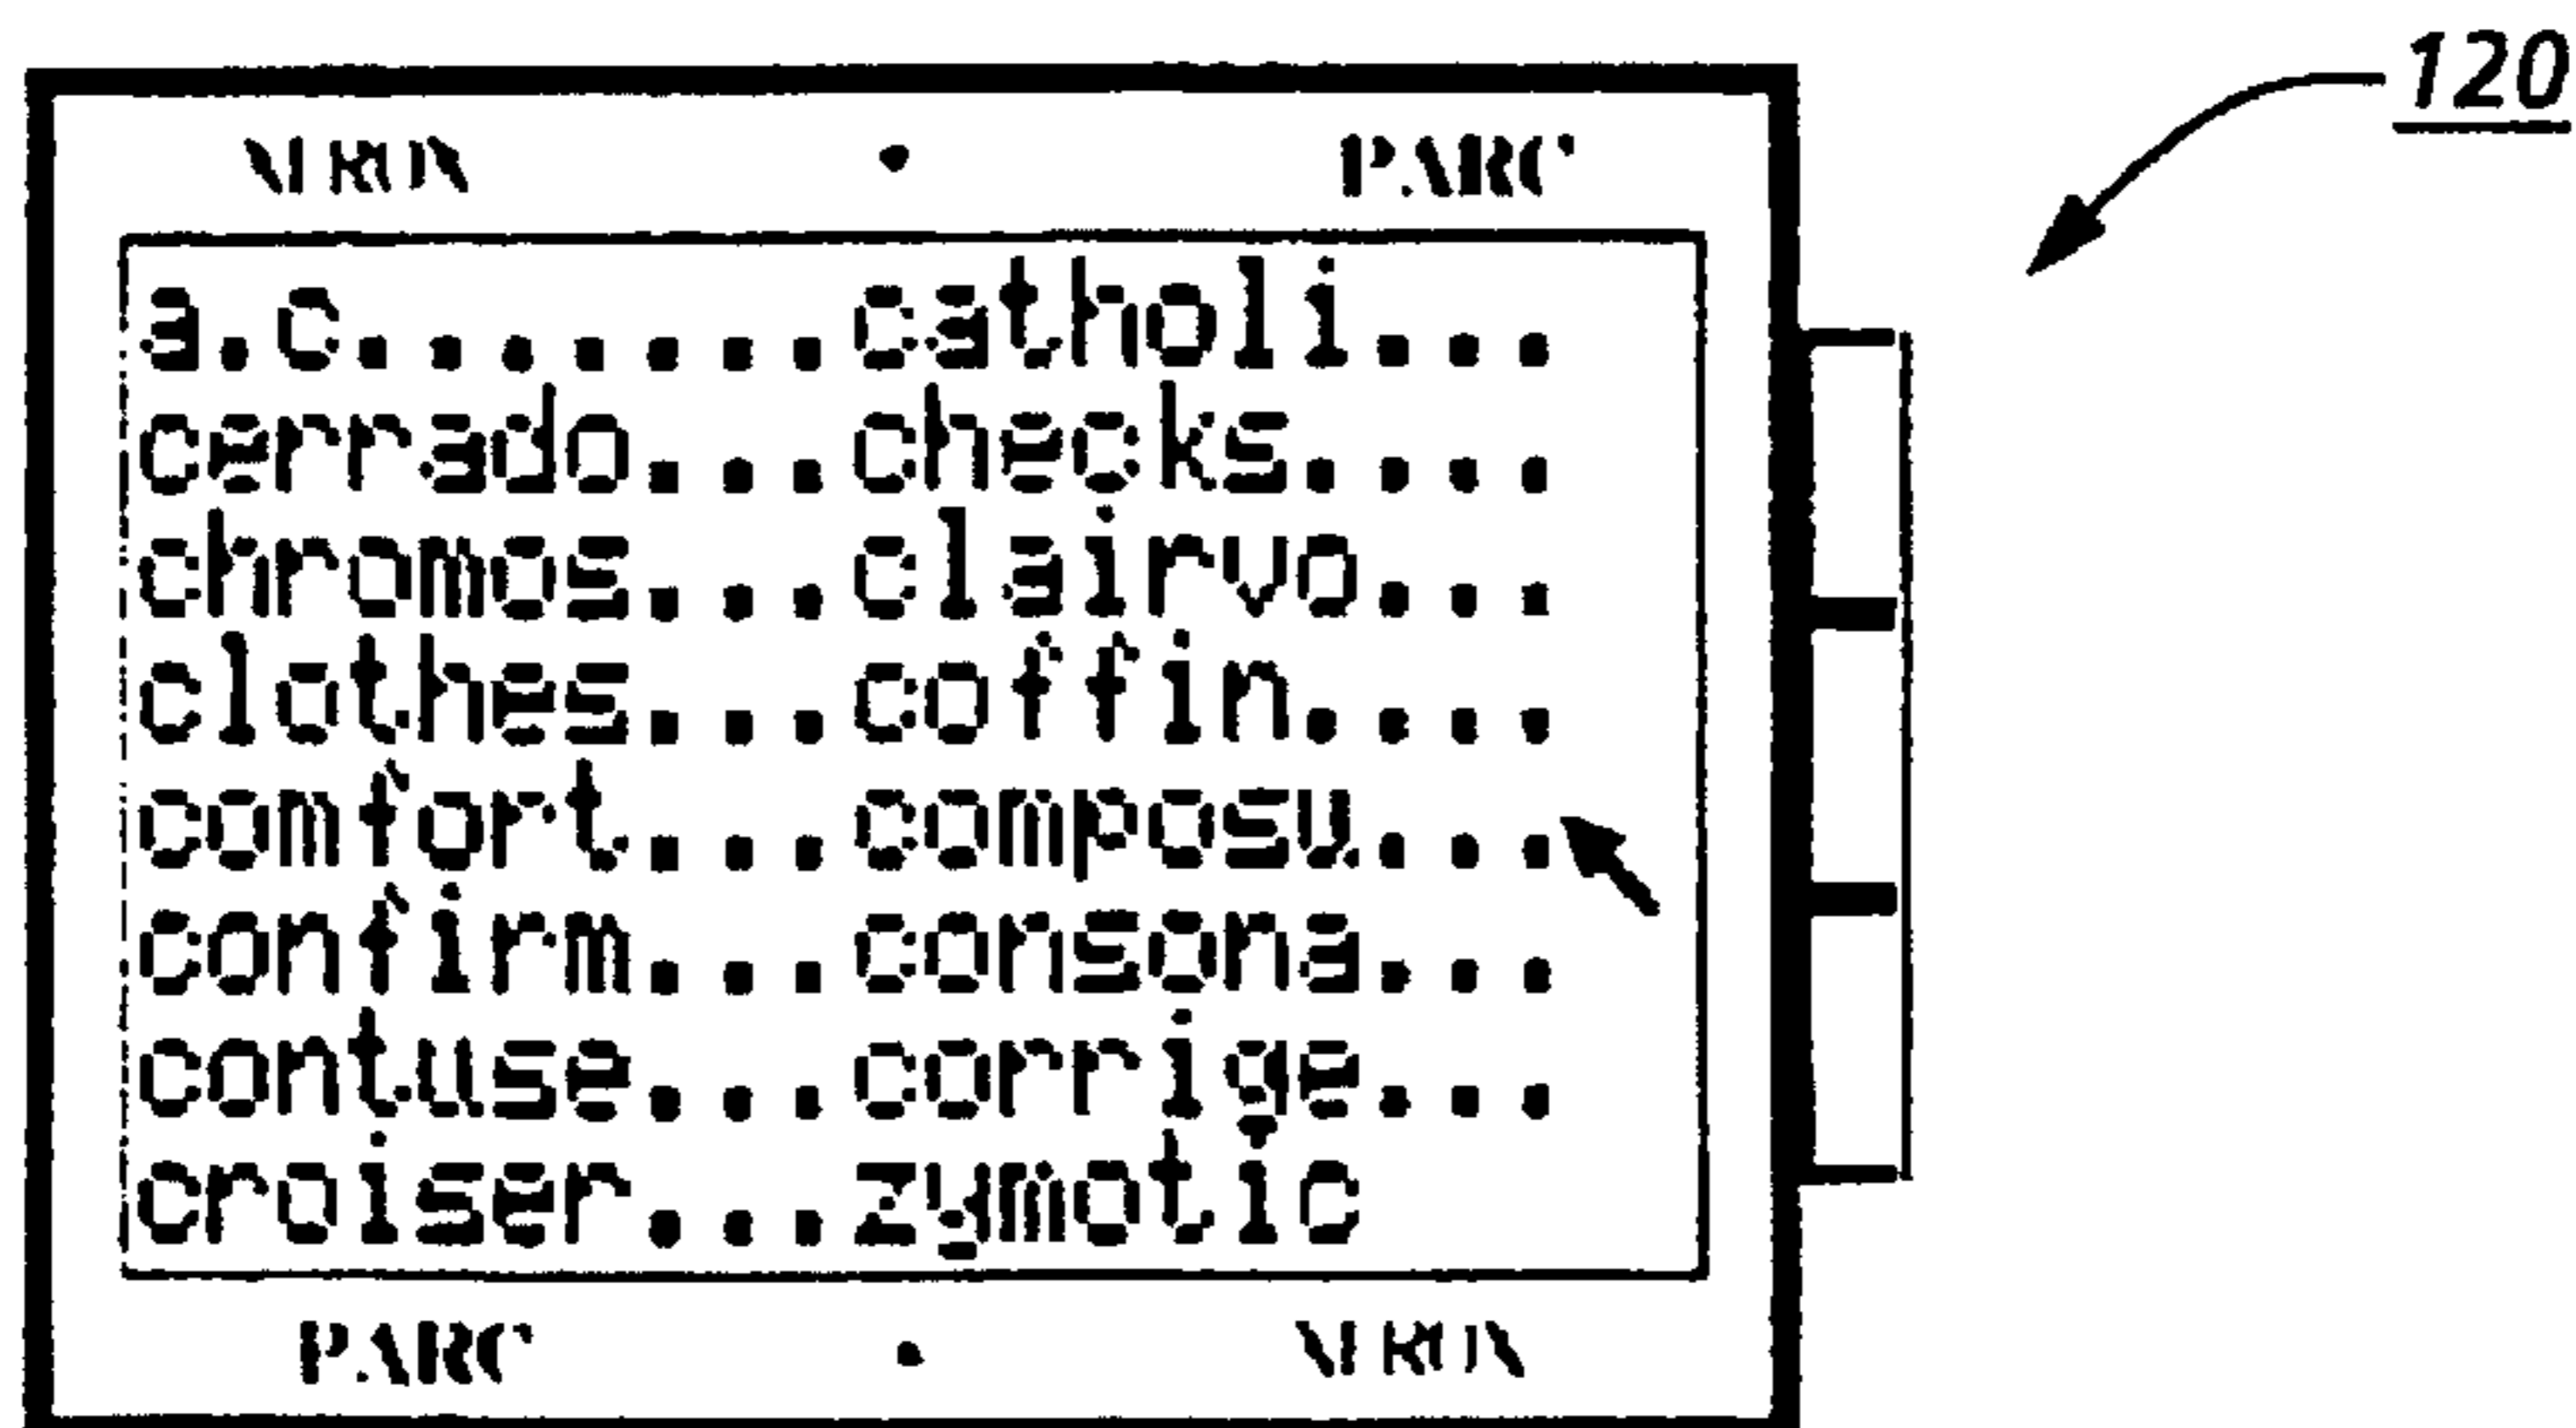 120
XEROX • PARC
a.c.......catholi...
cerrado...checks....
chromos...clairvo...
clothes...coffin....
comfort...composu...
confirm...consona...
contuse...corrige...
croiser...zymotic
PARC • XEROX